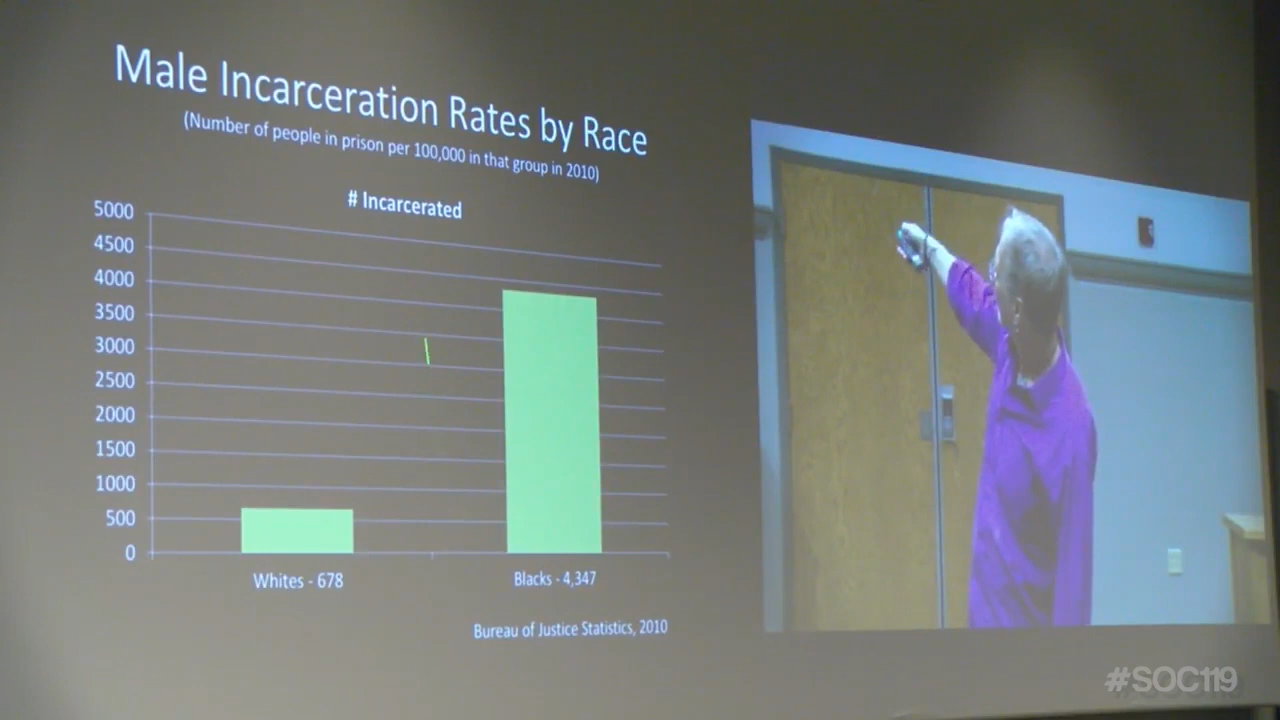 Male Incarceration Rates by Race
(Number of people in prison per 100,000 in that group in 2010)
# Incarcerated
5000
4500
4000
3500
3000
2500
2000
1500
1000
500
0
Whites - 678
Blacks - 4,347
Bureau of Justice Statistics, 2010
#SOC119